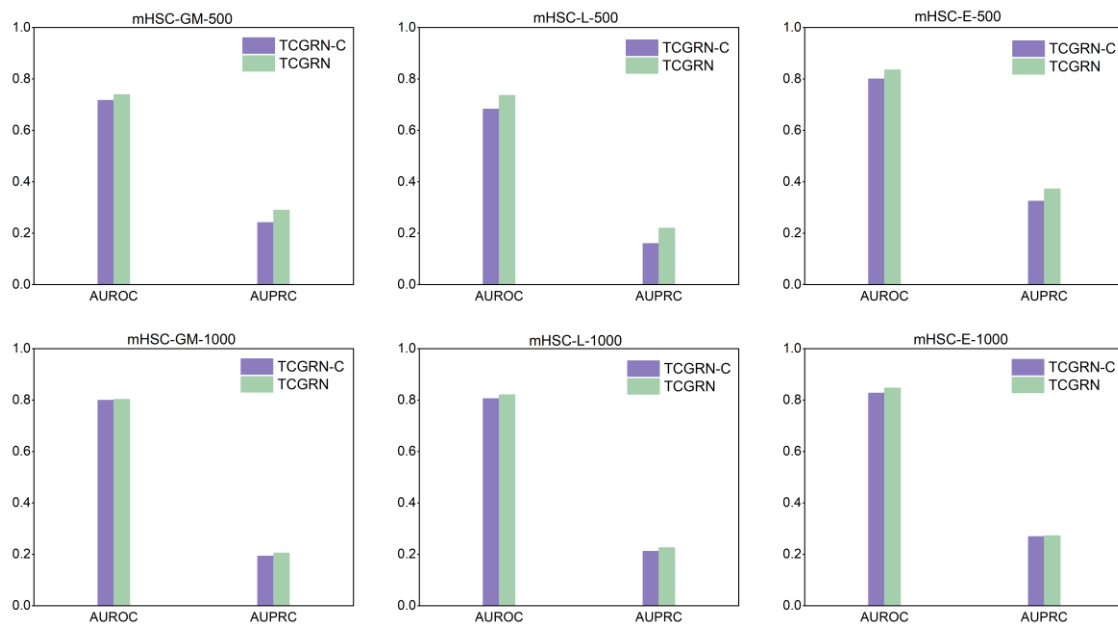 mHSC-GM-500
1.0
0.8
0.6
0.4
0.2
0.0
TCGRN-C
TCGRN
AUROC
AUPRC
mHSC-L-500
1.0
0.8
0.6
0.4
0.2
0.0
TCGRN-C
TCGRN
AUROC
AUPRC
mHSC-E-500
1.0
0.8
0.6
0.4
0.2
0.0
TCGRN-C
TCGRN
AUROC
AUPRC
mHSC-GM-1000
1.0
0.8
0.6
0.4
0.2
0.0
TCGRN-C
TCGRN
AUROC
AUPRC
mHSC-L-1000
1.0
0.8
0.6
0.4
0.2
0.0
TCGRN-C
TCGRN
AUROC
AUPRC
mHSC-E-1000
1.0
0.8
0.6
0.4
0.2
0.0
TCGRN-C
TCGRN
AUROC
AUPRC